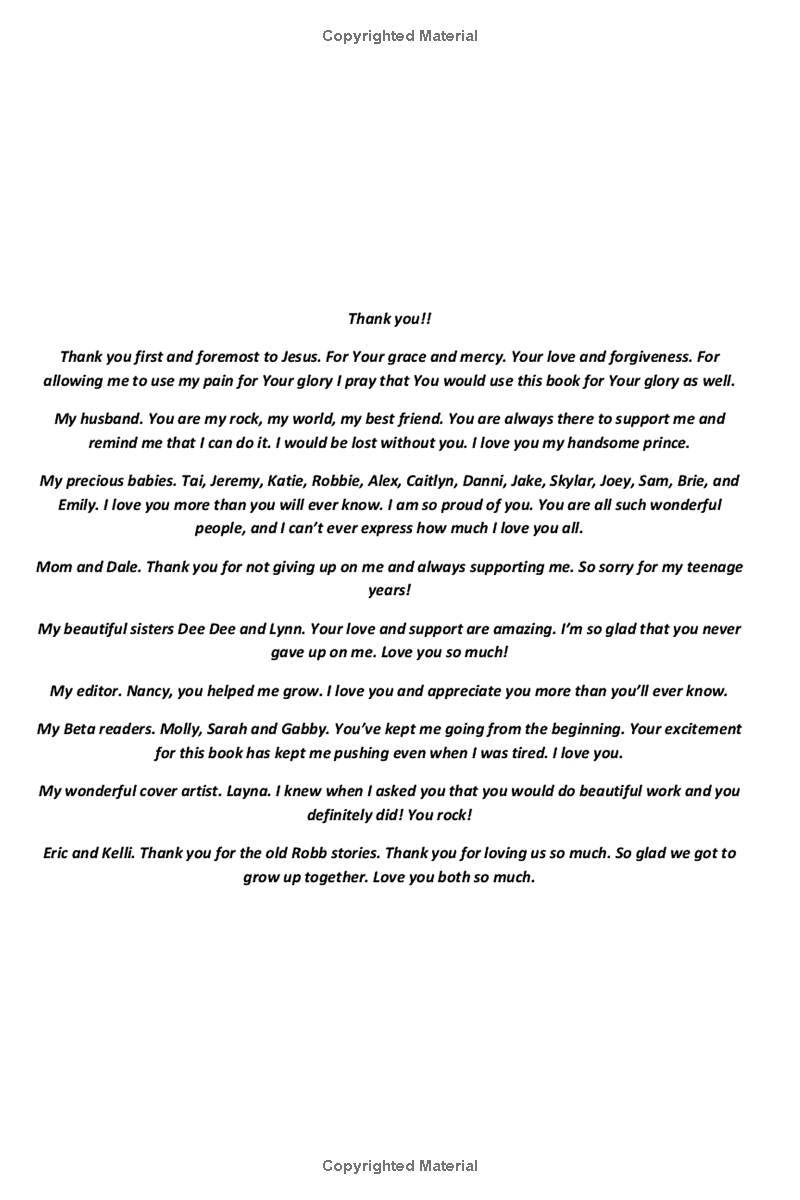 Copyrighted Material
Thank you!!
Thank you first and foremost to Jesus. For Your grace and mercy. Your love and forgiveness. For
allowing me to use my pain for Your glory I pray that You would use this book for Your glory as well.
My husband. You are my rock, my world, my best friend. You are always there to support me and
remind me that I can do it. I would be lost without you. I love you my handsome prince.
My precious babies. Tai, Jeremy, Katie, Robbie, Alex, Caitlyn, Danni, Jake, Skylar, Joey, Sam, Brie, and
Emily. I love you more than you will ever know. I am so proud of you. You are all such wonderful
people, and I can’t ever express how much I love you all.
Mom and Dale. Thank you for not giving up on me and always supporting me. So sorry for my teenage
years!
My beautiful sisters Dee Dee and Lynn. Your love and support are amazing. I’m so glad that you never
gave up on me. Love you so much!
My editor. Nancy, you helped me grow. I love you and appreciate you more than you’ll ever know.
My Beta readers. Molly, Sarah and Gabby. You’ve kept me going from the beginning. Your excitement
for this book has kept me pushing even when I was tired. I love you.
My wonderful cover artist. Layna. I knew when I asked you that you would do beautiful work and you
definitely did! You rock!
Eric and Kelli. Thank you for the old Robb stories. Thank you for loving us so much. So glad we got to
grow up together. Love you both so much.
Copyrighted Material